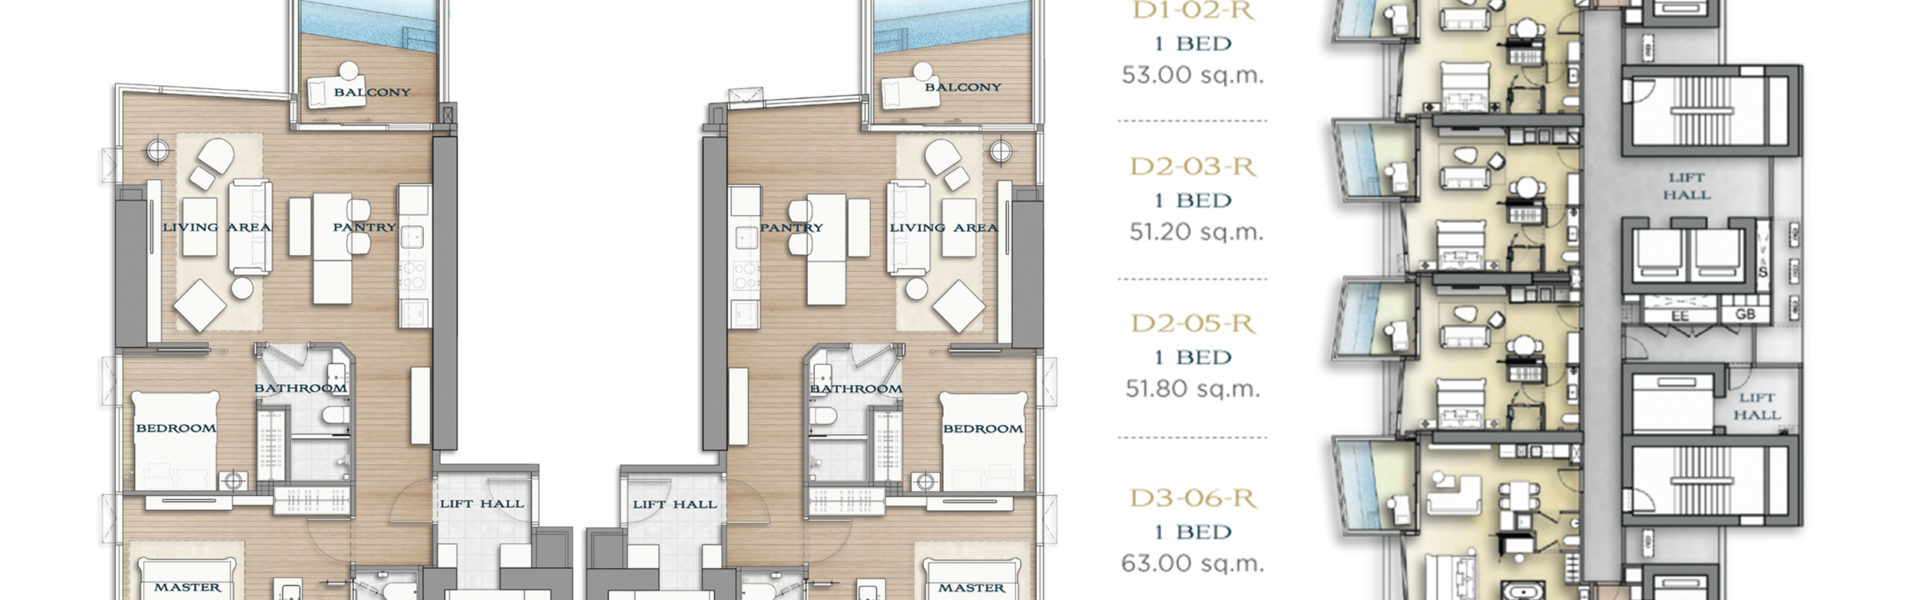 BALCONY
LIVING AREA
PANTRY
BATHROOM
BEDROOM
LIFT HALL
MASTER
BALCONY
PANTRY
LIVING AREA
BATHROOM
BEDROOM
LIFT HALL
MASTER
D1-02-R
1 BED
53.00 sq.m.
D2-03-R
1 BED
51.20 sq.m.
D2-05-R
1 BED
51.80 sq.m.
D3-06-R
1 BED
63.00 sq.m.
LIFT
HALL
S
EE
GB
LIFT
HALL